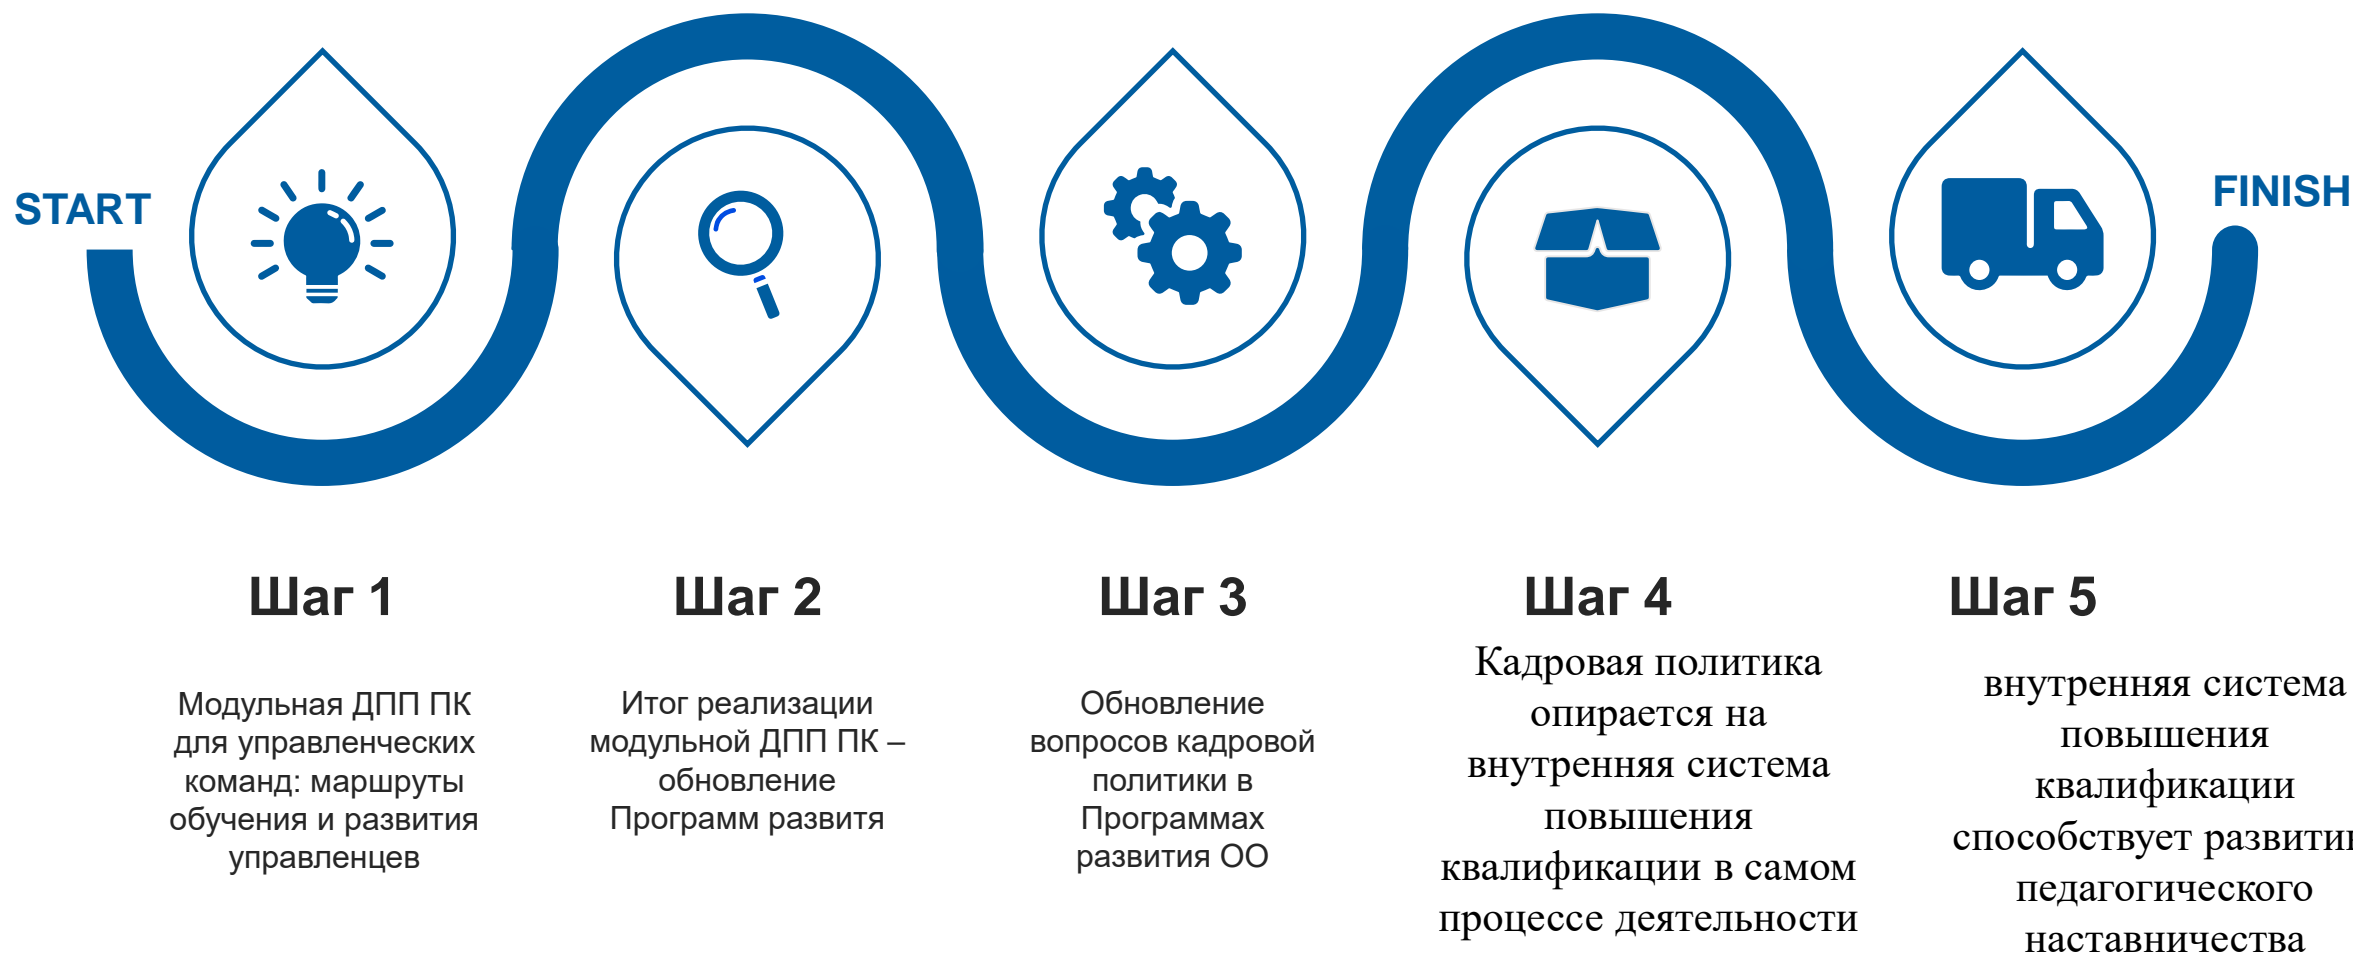 START
FINISH
Шаг 1
Модульная ДПП ПК
для управленческих
команд: маршруты
обучения и развития
управленцев
Шаг 2
Итог реализации
модульной ДПП ПК –
обновление
Программ развитя
Шаг 3
Обновление
вопросов кадровой
политики в
Программах
развития ОО
Шаг 4
Кадровая политика
опирается на
внутренняя система
повышения
квалификации в самом
процессе деятельности
Шаг 5
внутренняя система
повышения
квалификации
способствует
педагогического
наставничества